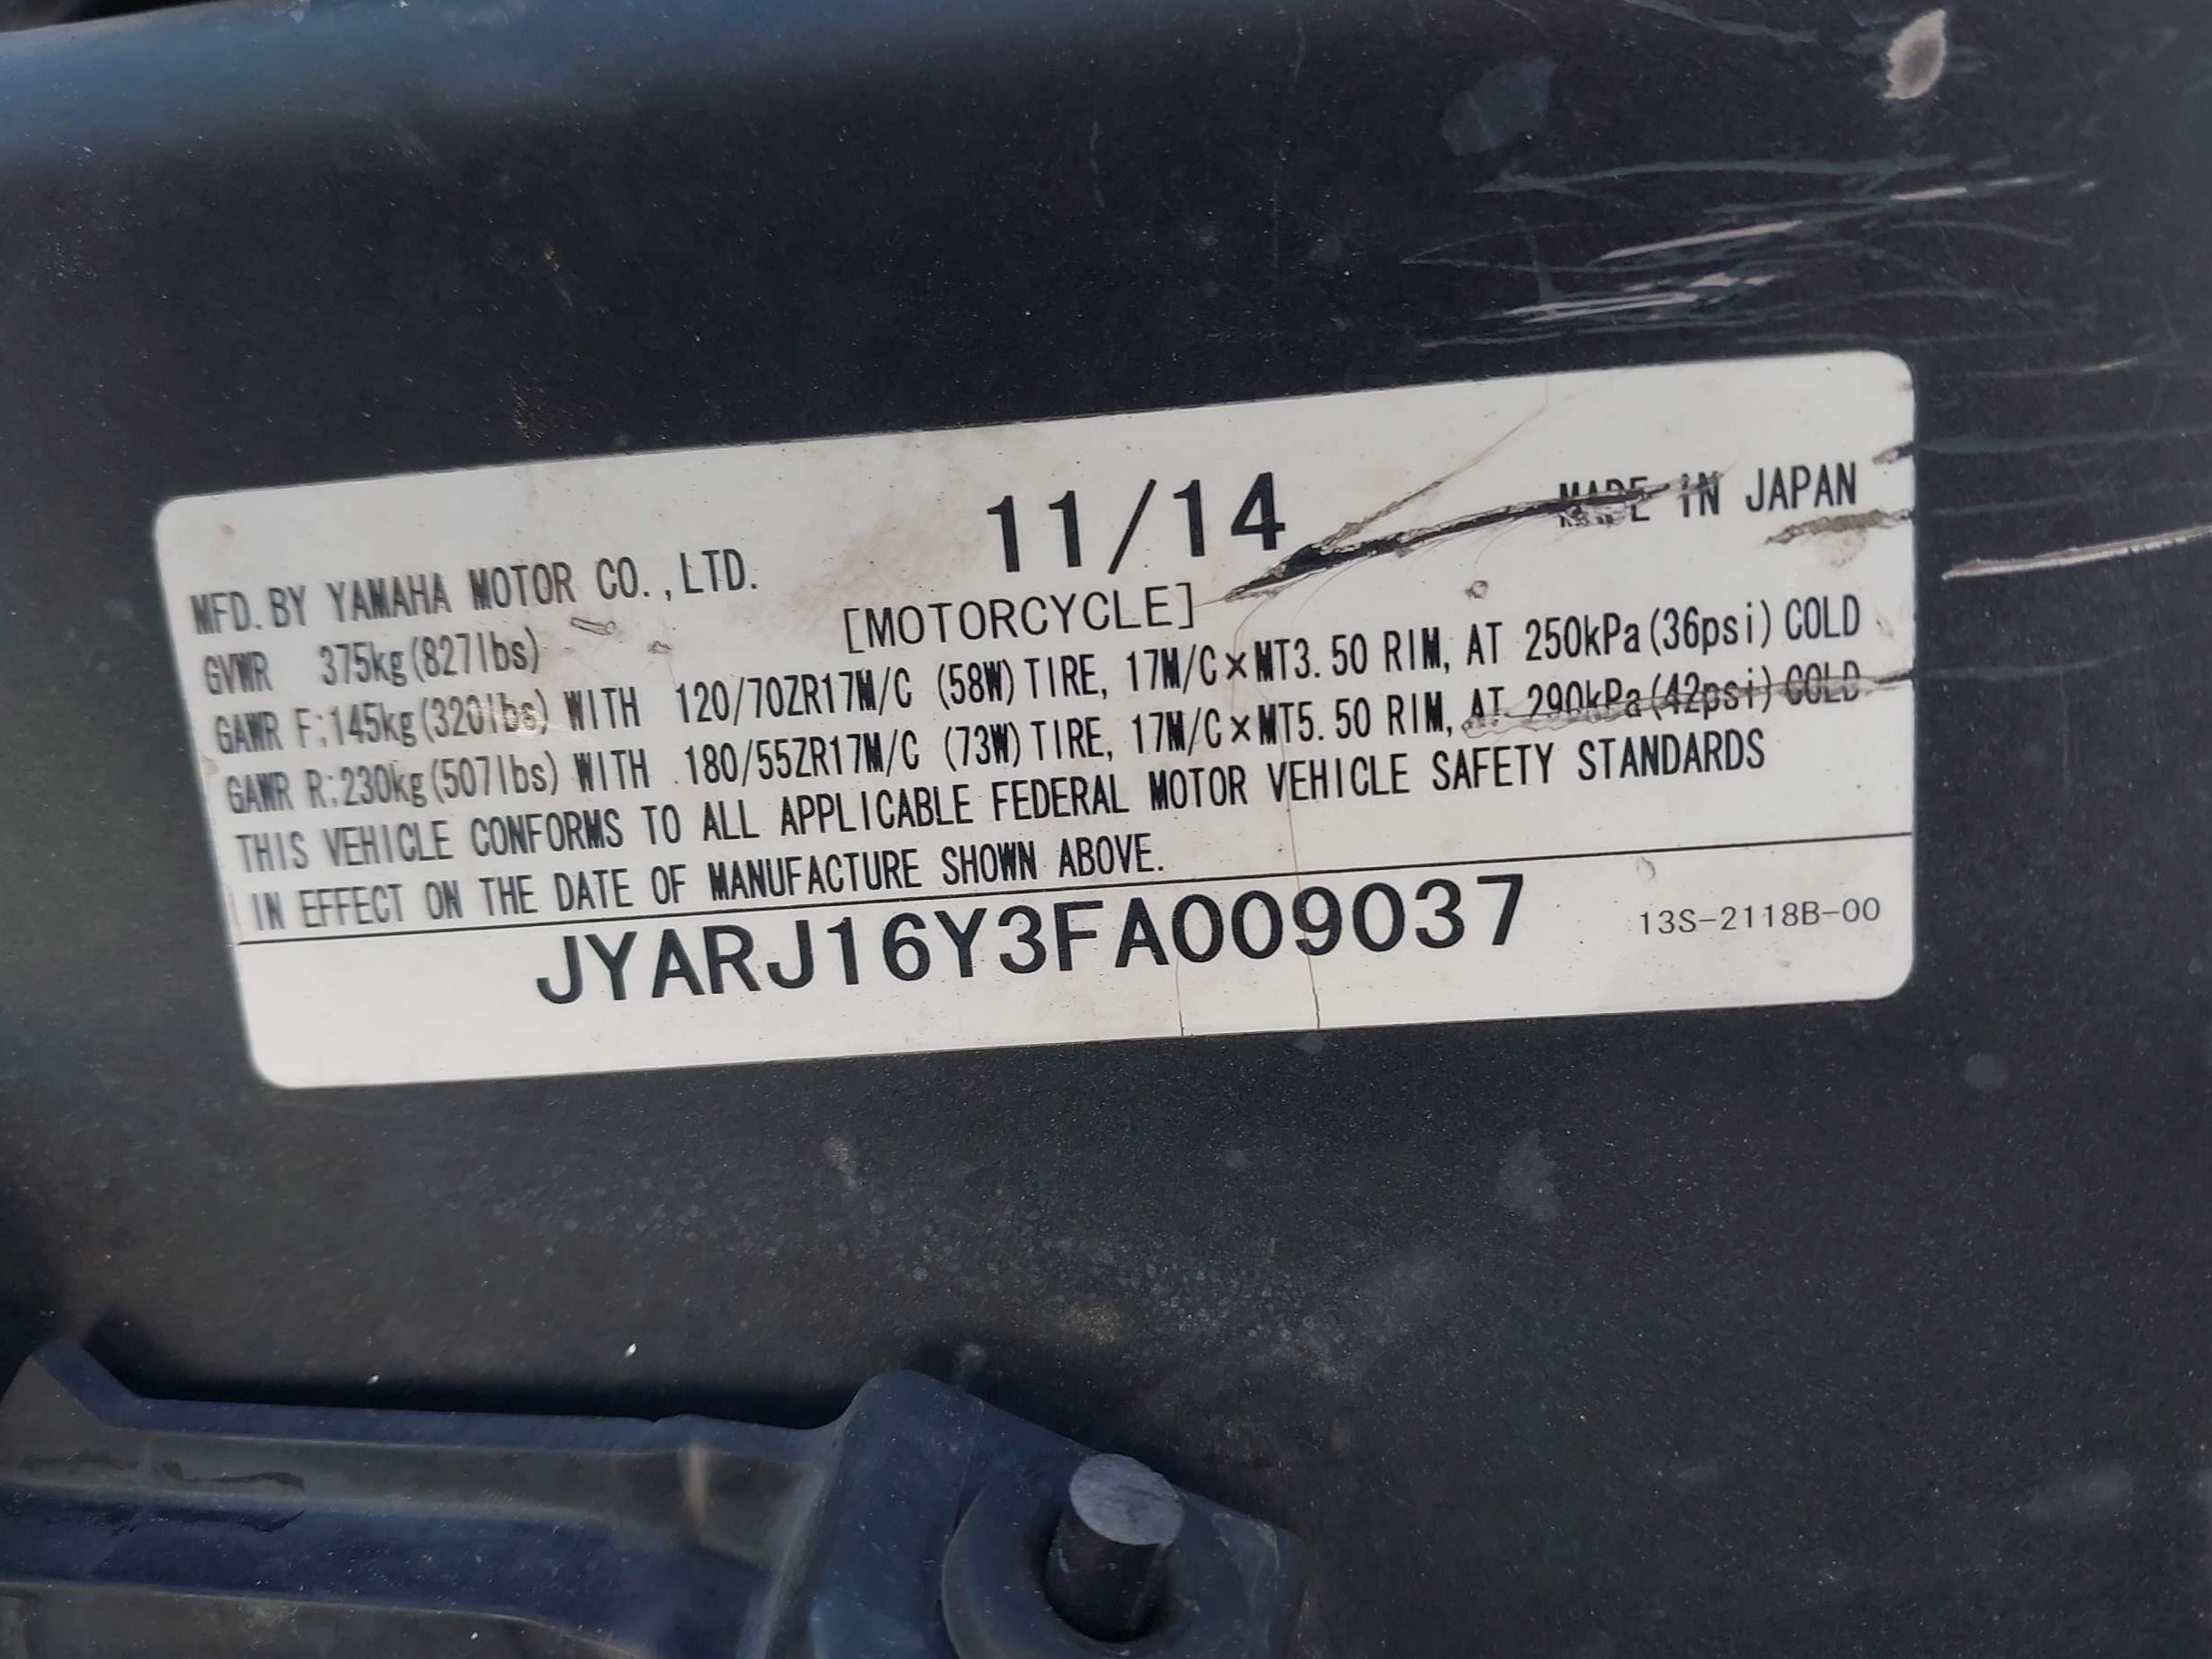 11/14
MADE IN JAPAN
MFD. BY YAMAHA MOTOR CO., LTD.
[MOTORCYCLE]
GVWR 375kg(827lbs)
GAWR F:145kg(320lbs) WITH 120/70ZR17M/C (58W) TIRE, 17M/C×MT3.50 RIM, AT 250kPa(36psi) COLD
GAWR R:230kg(507lbs) WITH 180/55ZR17M/C (73W) TIRE, 17M/C×MT5.50 RIM, AT 290kPa(42psi) COLD
THIS VEHICLE CONFORMS TO ALL APPLICABLE FEDERAL MOTOR VEHICLE SAFETY STANDARDS
IN EFFECT ON THE DATE OF MANUFACTURE SHOWN ABOVE.
JYARJ16Y3FA009037
13S-2118B-00